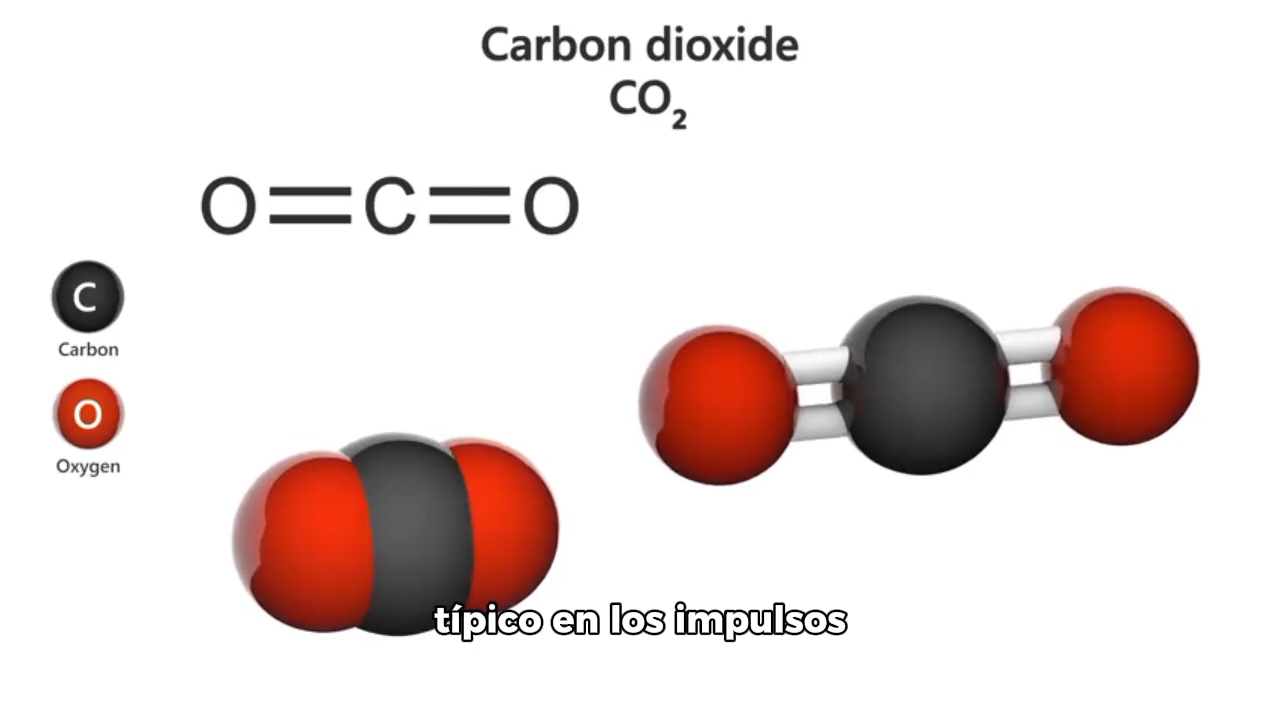 Carbon dioxide
CO₂
O=C=O
C
Carbon
O
Oxygen
típico en los impulsos